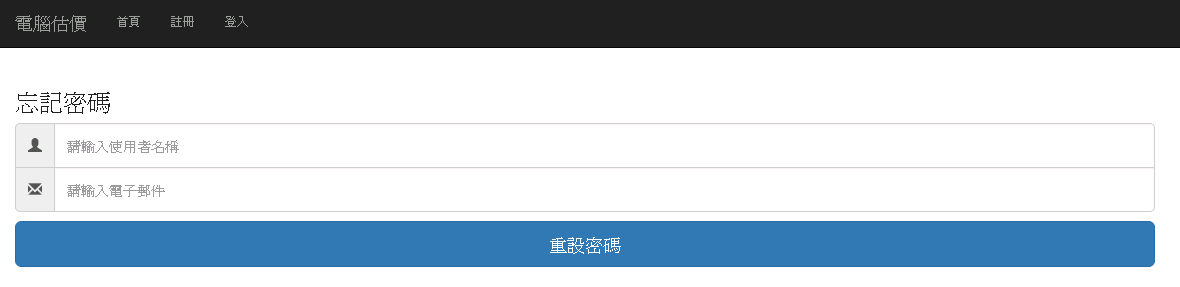 電腦估價 首頁 註冊 登入
忘記密碼
請輸入使用者名稱
請輸入電子郵件
重設密碼